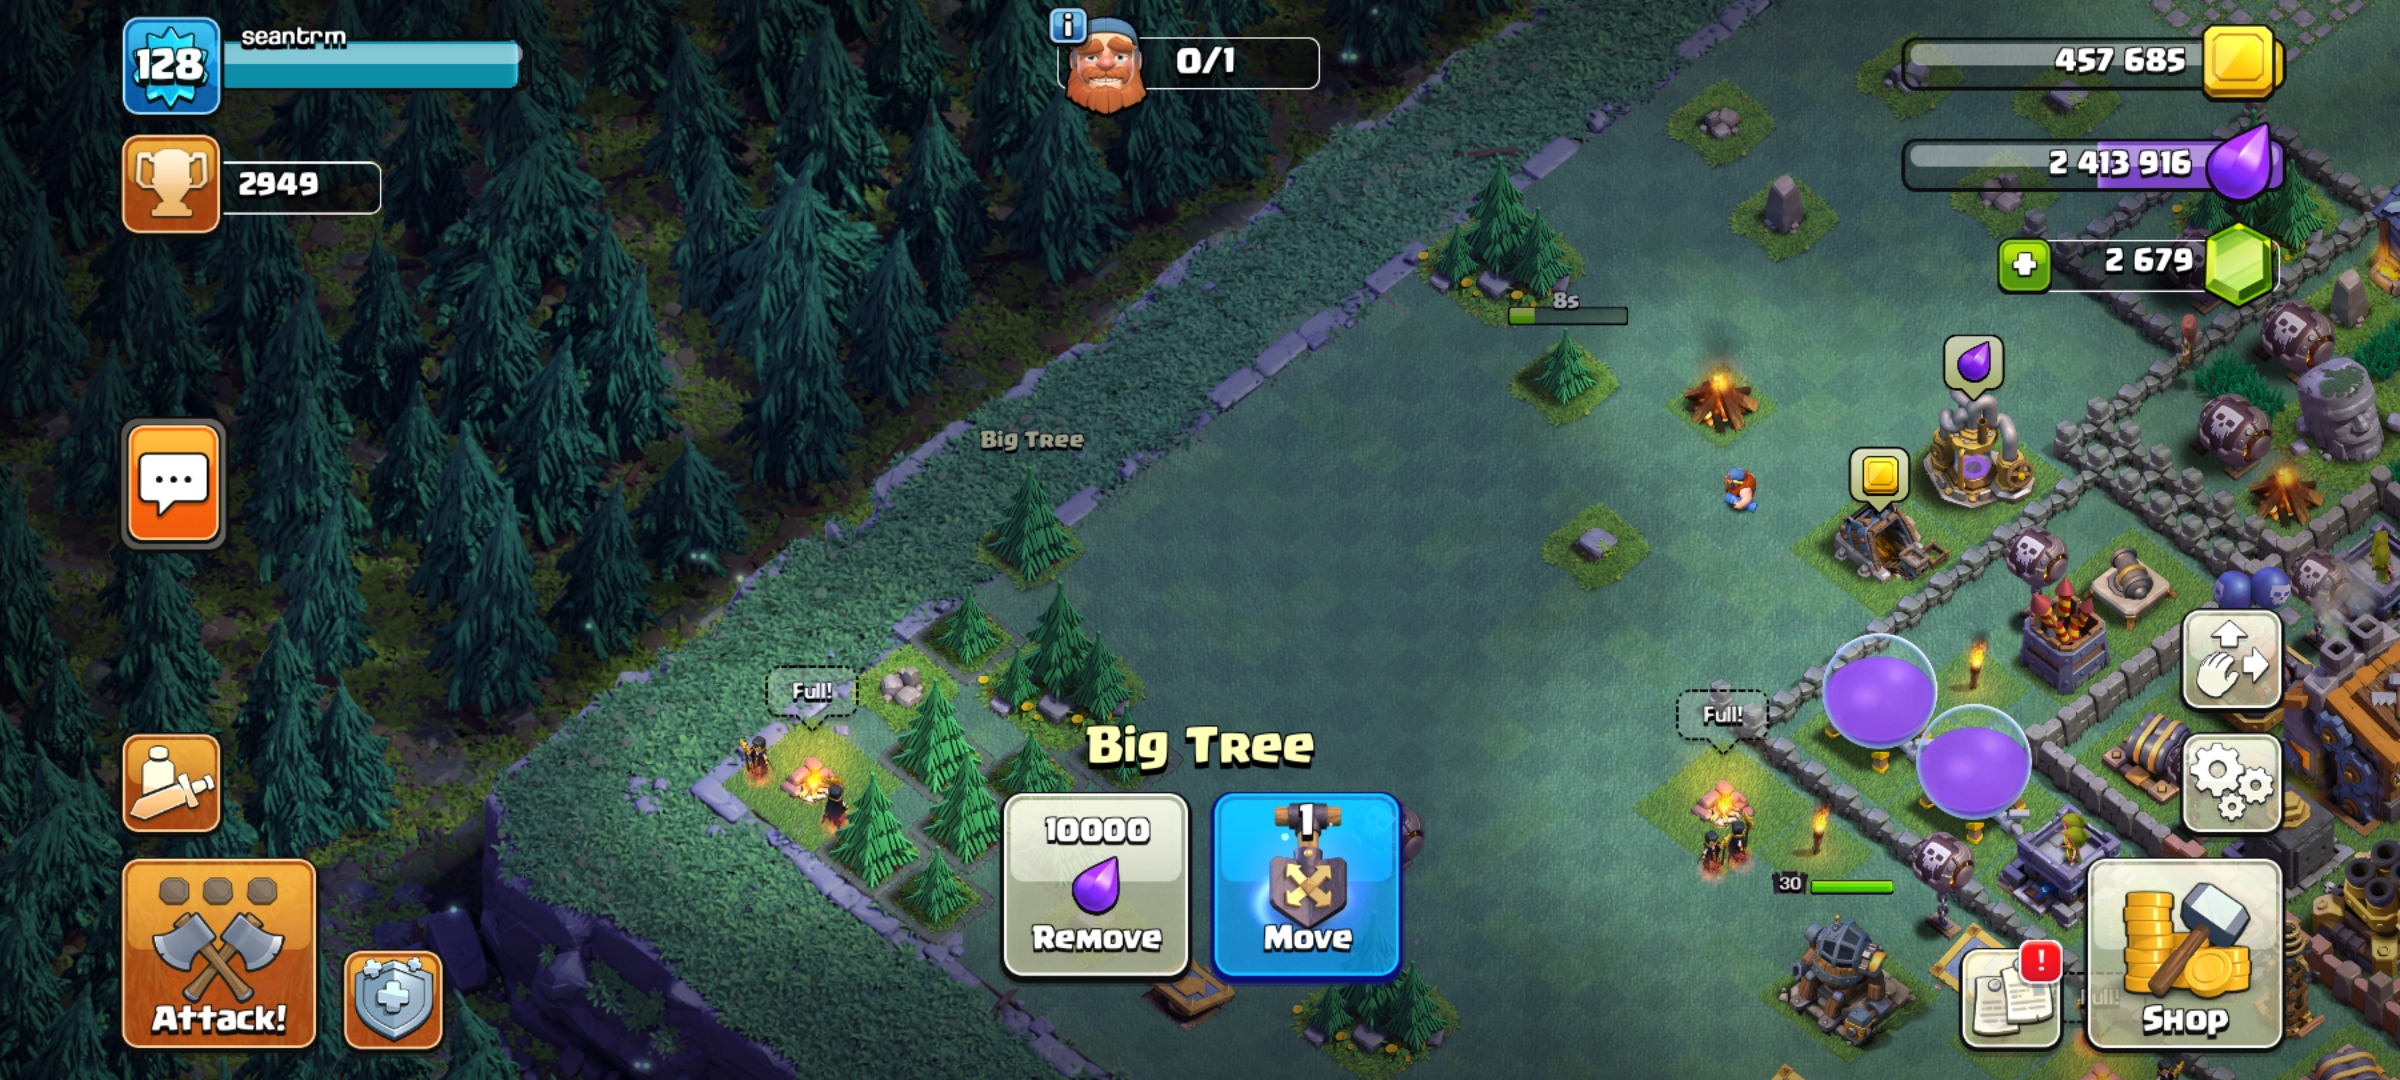 128
seantrm
0/1
457 685
2949
2 413 916
2 679
8s
Big Tree
Full!
Full!
Big Tree
10000
Remove
1
Move
30
!
Attack!
Shop